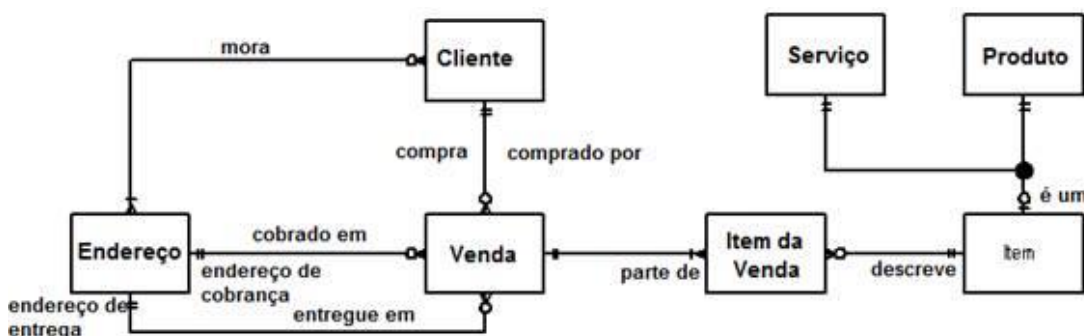 mora
Cliente
Serviço
Produto
compra
comprado por
é um
Endereço
cobrado em
endereço de
cobrança
Venda
parte de
Item da
Venda
descreve
Item
endereço de
entrega
entregue em